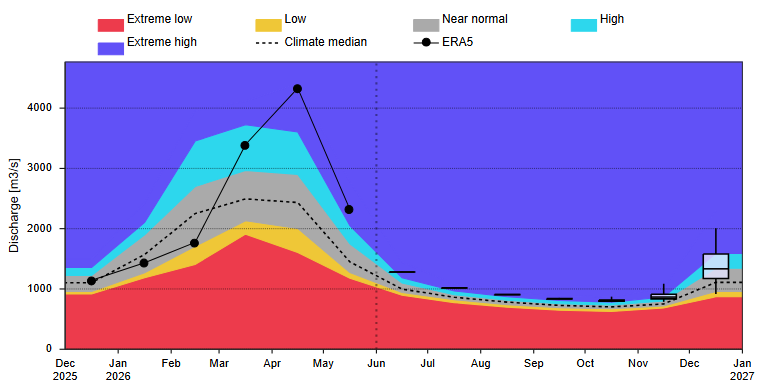 Extreme low Low Near normal High
Extreme high Climate median ERA5
Discharge [m3/s]
4000
3000
2000
1000
0
Dec Jan Feb Mar Apr May Jun Jul Aug Sep Oct Nov Dec Jan
2025 2026 2027